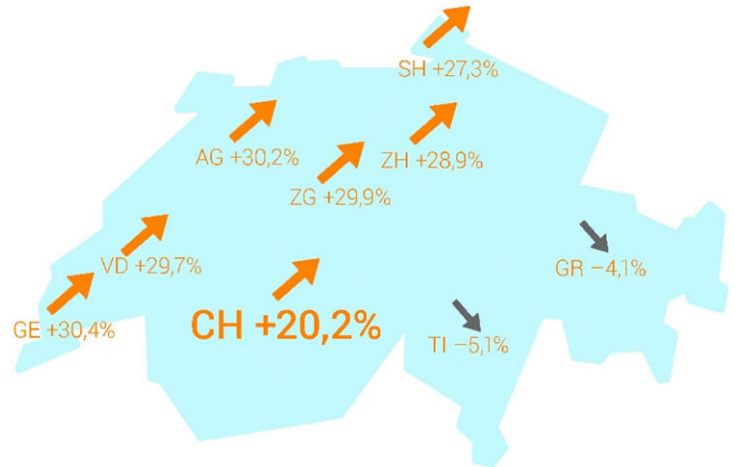 SH +27,3%
AG +30,2%
ZH +28,9%
ZG +29,9%
VD +29,7%
GR −4,1%
GE +30,4%
CH +20,2%
TI −5,1%